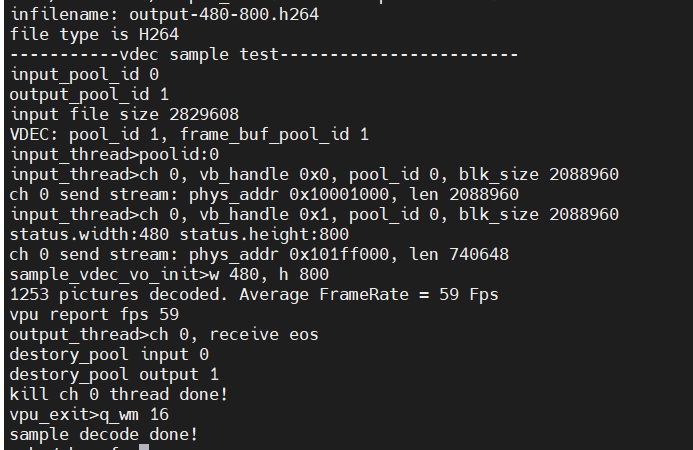 infilename: output-480-800.h264
file type is H264
-----------vdec sample test------------------------
input_pool_id 0
output_pool_id 1
input file size 2829608
VDEC: pool_id 1, frame_buf_pool_id 1
input_thread>poolid:0
input_thread>ch 0, vb_handle 0x0, pool_id 0, blk_size 2088960
ch 0 send stream: phys_addr 0x10001000, len 2088960
input_thread>ch 0, vb_handle 0x1, pool_id 0, blk_size 2088960
status.width:480 status.height:800
ch 0 send stream: phys_addr 0x101ff000, len 740648
sample_vdec_vo_init>w 480, h 800
1253 pictures decoded. Average FrameRate = 59 Fps
vpu report fps 59
output_thread>ch 0, receive eos
destory_pool input 0
destory_pool output 1
kill ch 0 thread done!
vpu_exit>q_wm 16
sample decode done!